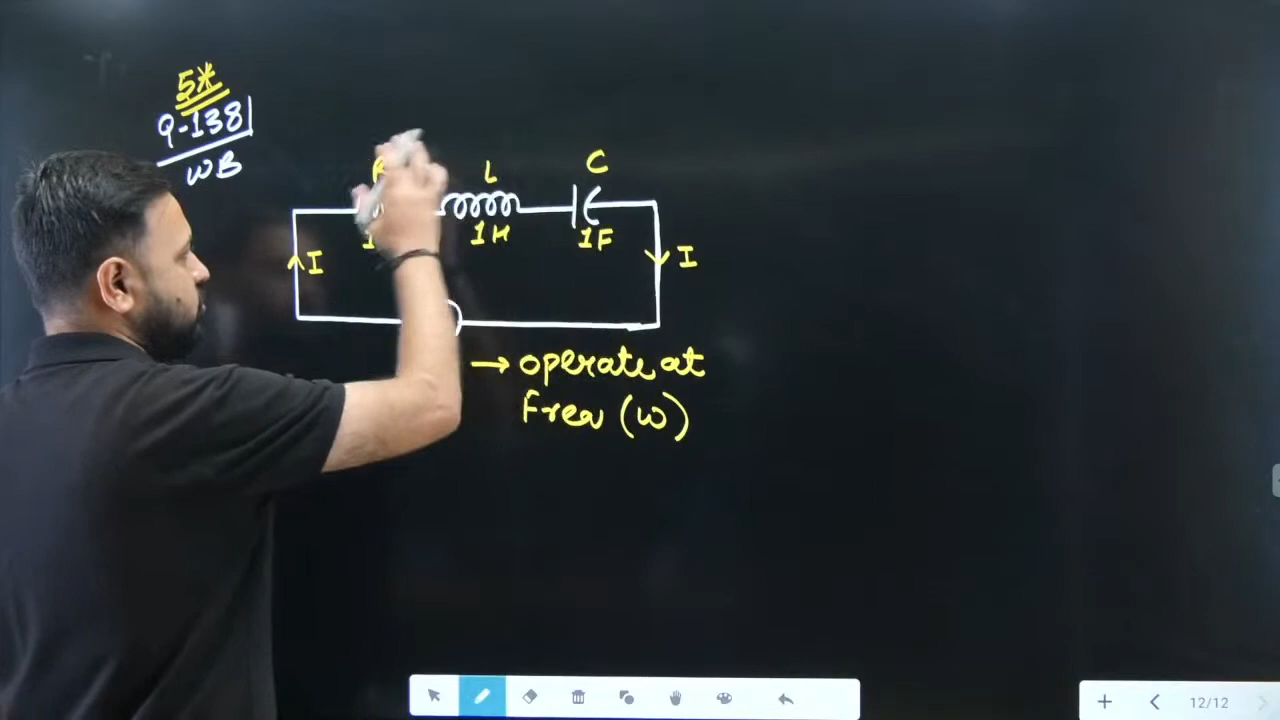 5*
Q-138
WB
L
C
1H
1F
I
I
→ operate at
Freq (ω)
12/12